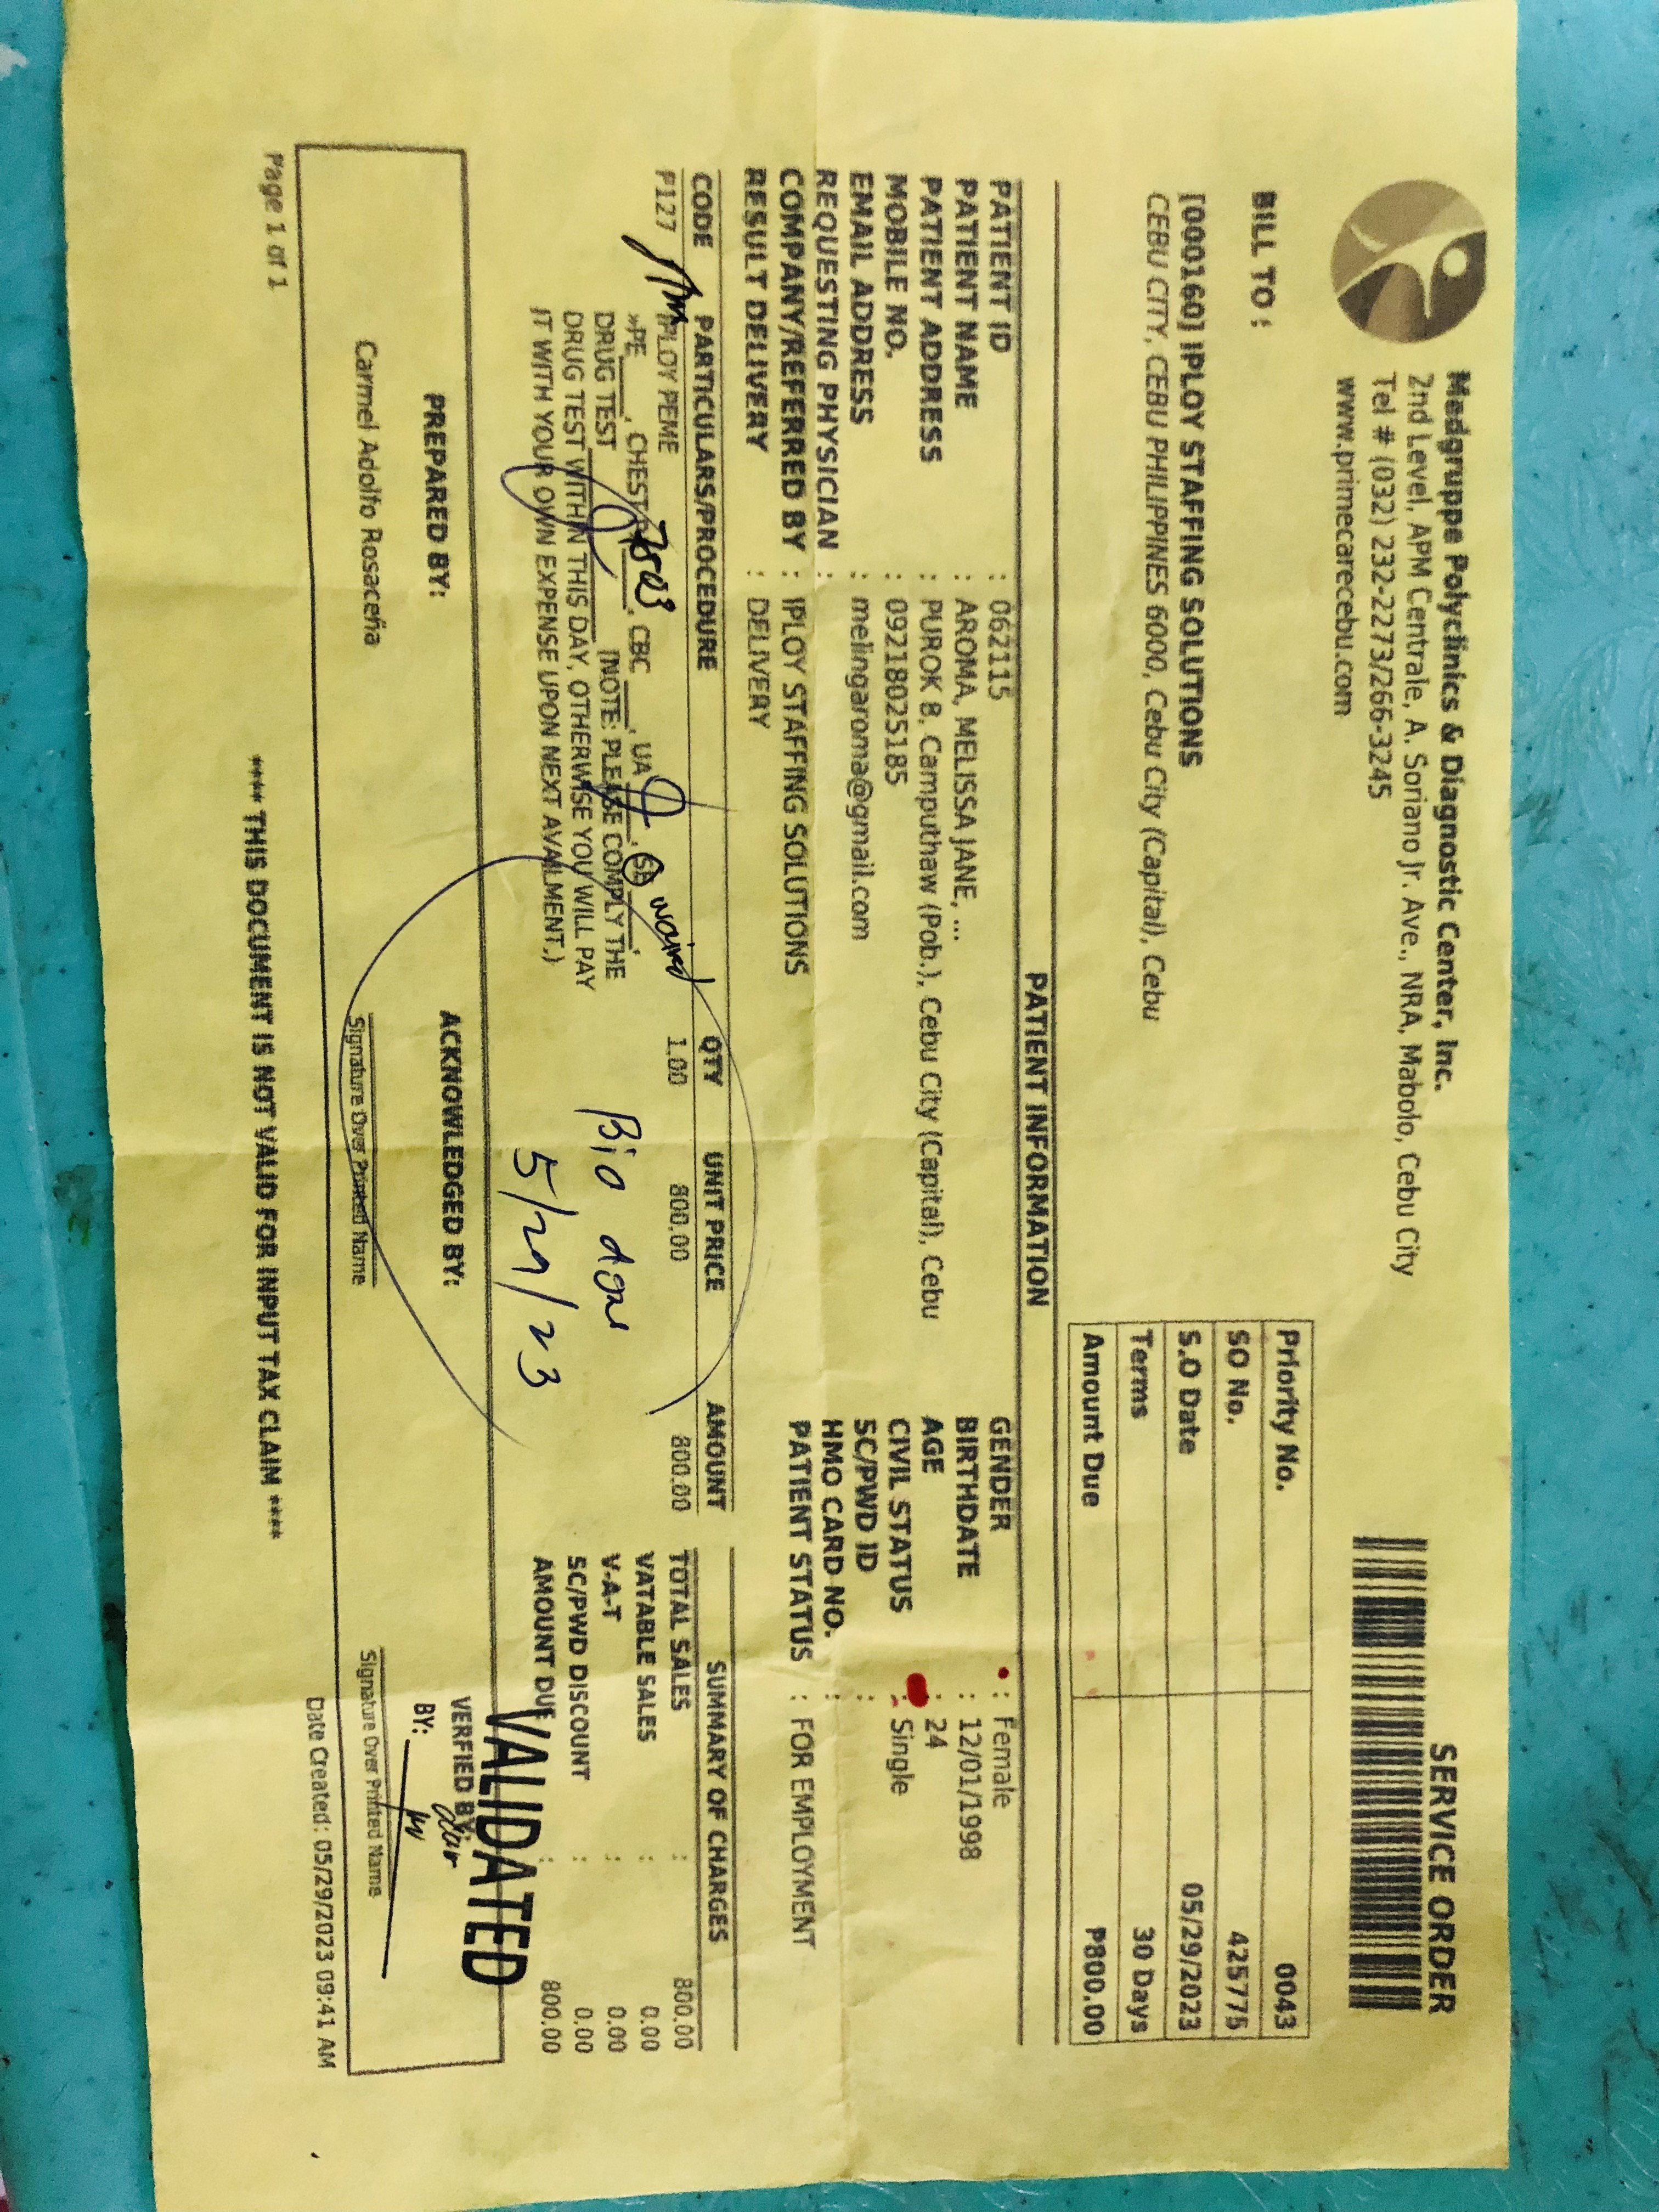 Medgruppe Polyclinics & Diagnostic Center, Inc.
2nd Level, APM Centrale, A. Soriano Jr. Ave., NRA, Mabolo, Cebu City
Tel # (032) 232-2273/266-3245
www.primecarecebu.com
SERVICE ORDER
BILL TO :
[000160] IPLOY STAFFING SOLUTIONS
CEBU CITY, CEBU PHILIPPINES 6000, Cebu City (Capital), Cebu
Priority No. 0043
SO No. 425775
S.O Date 05/29/2023
Terms 30 Days
Amount Due ₱800.00
PATIENT INFORMATION
PATIENT ID : 062115
PATIENT NAME : AROMA, MELISSA JANE, ...
PATIENT ADDRESS : PUROK 8, Camputhaw (Pob.), Cebu City (Capital), Cebu
MOBILE NO. : 09218025185
EMAIL ADDRESS : melingaroma@gmail.com
REQUESTING PHYSICIAN :
COMPANY/REFERRED BY : IPLOY STAFFING SOLUTIONS
RESULT DELIVERY : DELIVERY
GENDER : Female
BIRTHDATE : 12/01/1998
AGE : 24
CIVIL STATUS : Single
SC/PWD ID :
HMO CARD NO. :
PATIENT STATUS : FOR EMPLOYMENT
CODE PARTICULARS/PROCEDURE QTY UNIT PRICE AMOUNT
P127 IPLOY PEME 1.00 800.00 800.00
»PE____, CHEST____, CBC____, UA____, SE____,
7803
waived
DRUG TEST____ [NOTE: PLEASE COMPLY THE
DRUG TEST WITHIN THIS DAY, OTHERWISE YOU WILL PAY
IT WITH YOUR OWN EXPENSE UPON NEXT AVAILMENT.)
Bio
5/29/23
SUMMARY OF CHARGES
TOTAL SALES : 800.00
VATABLE SALES : 0.00
V-A-T : 0.00
SC/PWD DISCOUNT : 0.00
AMOUNT DUE : 800.00
VALIDATED
PREPARED BY:
Carmel Adolfo Rosaceña
ACKNOWLEDGED BY:
Signature Over Printed Name
VERFIED BY:
BY:
Signature Over Printed Name
Page 1 of 1
**** THIS DOCUMENT IS NOT VALID FOR INPUT TAX CLAIM ****
Date Created: 05/29/2023 09:41 AM